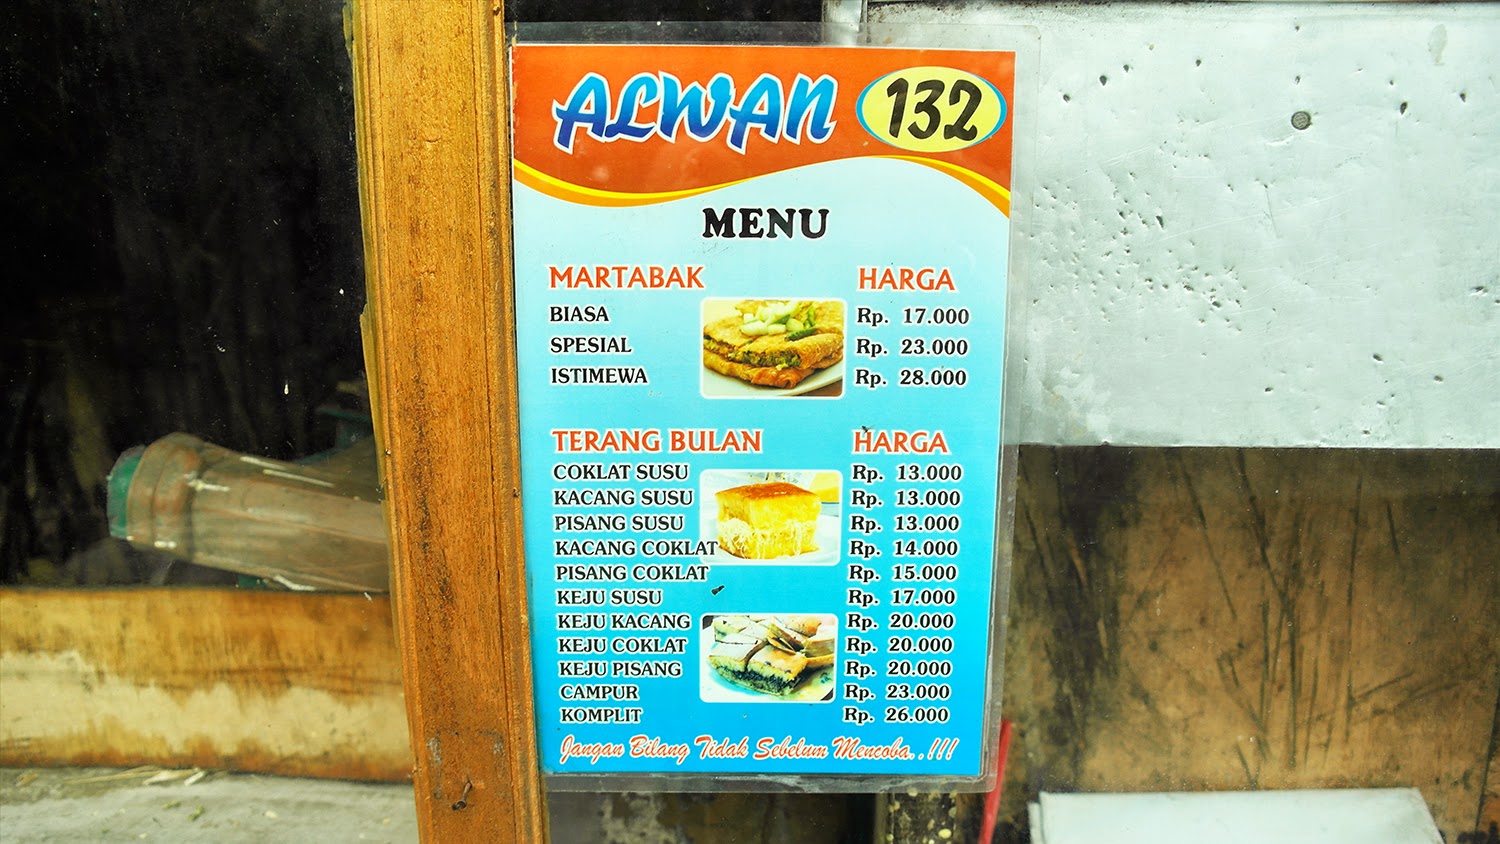 ALWAN 132
MENU
MARTABAK HARGA
BIASA Rp. 17.000
SPESIAL Rp. 23.000
ISTIMEWA Rp. 28.000
TERANG BULAN HARGA
COKLAT SUSU Rp. 13.000
KACANG SUSU Rp. 13.000
PISANG SUSU Rp. 13.000
KACANG COKLAT Rp. 14.000
PISANG COKLAT Rp. 15.000
KEJU SUSU Rp. 17.000
KEJU KACANG Rp. 20.000
KEJU COKLAT Rp. 20.000
KEJU PISANG Rp. 20.000
CAMPUR Rp. 23.000
KOMPLIT Rp. 26.000
Jangan Bilang Tidak Sebelum Mencoba..!!!